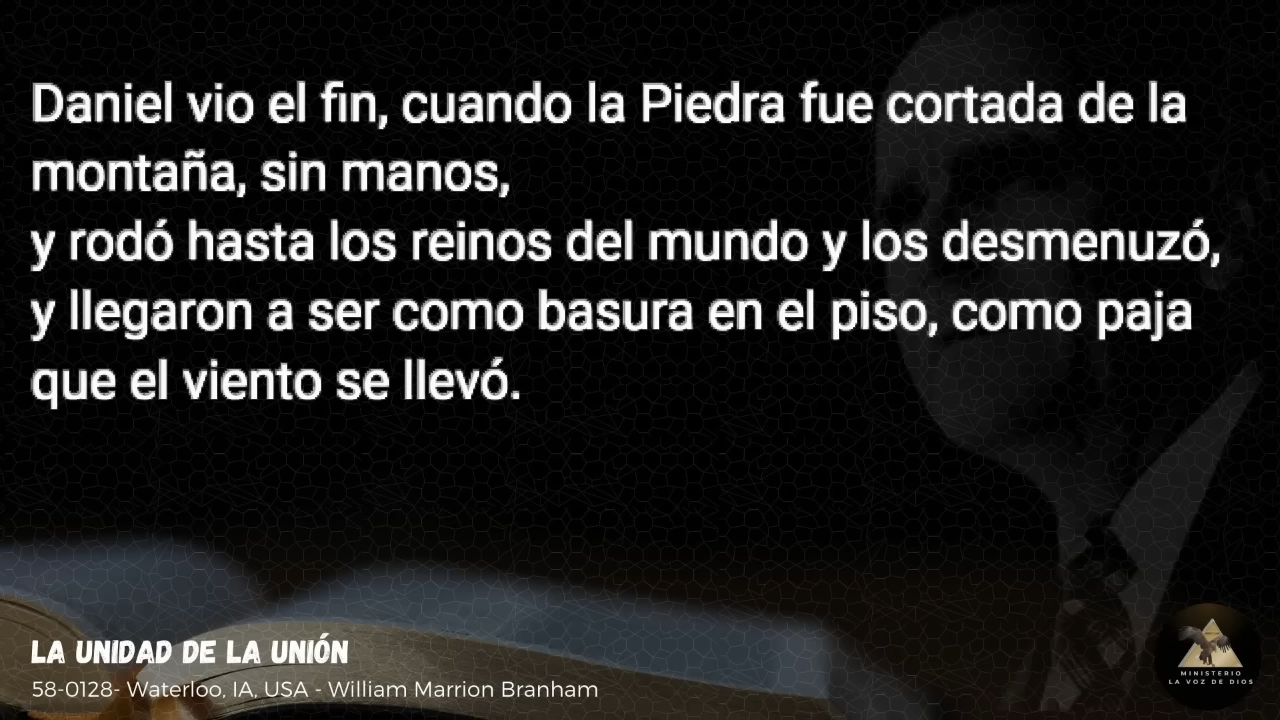 Daniel vio el fin, cuando la Piedra fue cortada de la
montaña, sin manos,
y rodó hasta los reinos del mundo y los desmenuzó,
y llegaron a ser como basura en el piso, como paja
que el viento se llevó.
LA UNIDAD DE LA UNIÓN
58-0128- Waterloo, IA, USA - William Marrion Branham
MINISTERIO
LA VOZ DE DIOS